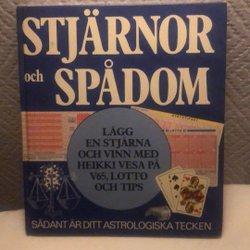 STJÄRNOR
och
SPÅDOM
LÄGG
EN STJÄRNA
OCH VINN MED
HEIKKI VESA PÅ
V65, LOTTO
OCH TIPS
SÅDANT ÄR DITT ASTROLOGISKA TECKEN